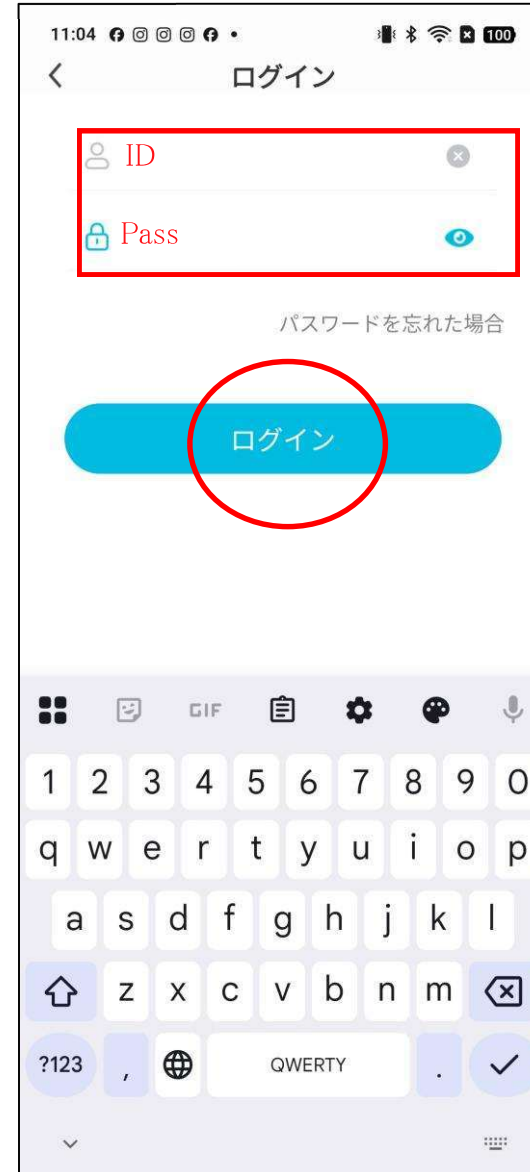 11:04
100
ログイン
ID
Pass
パスワードを忘れた場合
ログイン
GIF
1 2 3 4 5 6 7 8 9 0
q w e r t y u i o p
a s d f g h j k l
z x c v b n m
?123 , QWERTY .